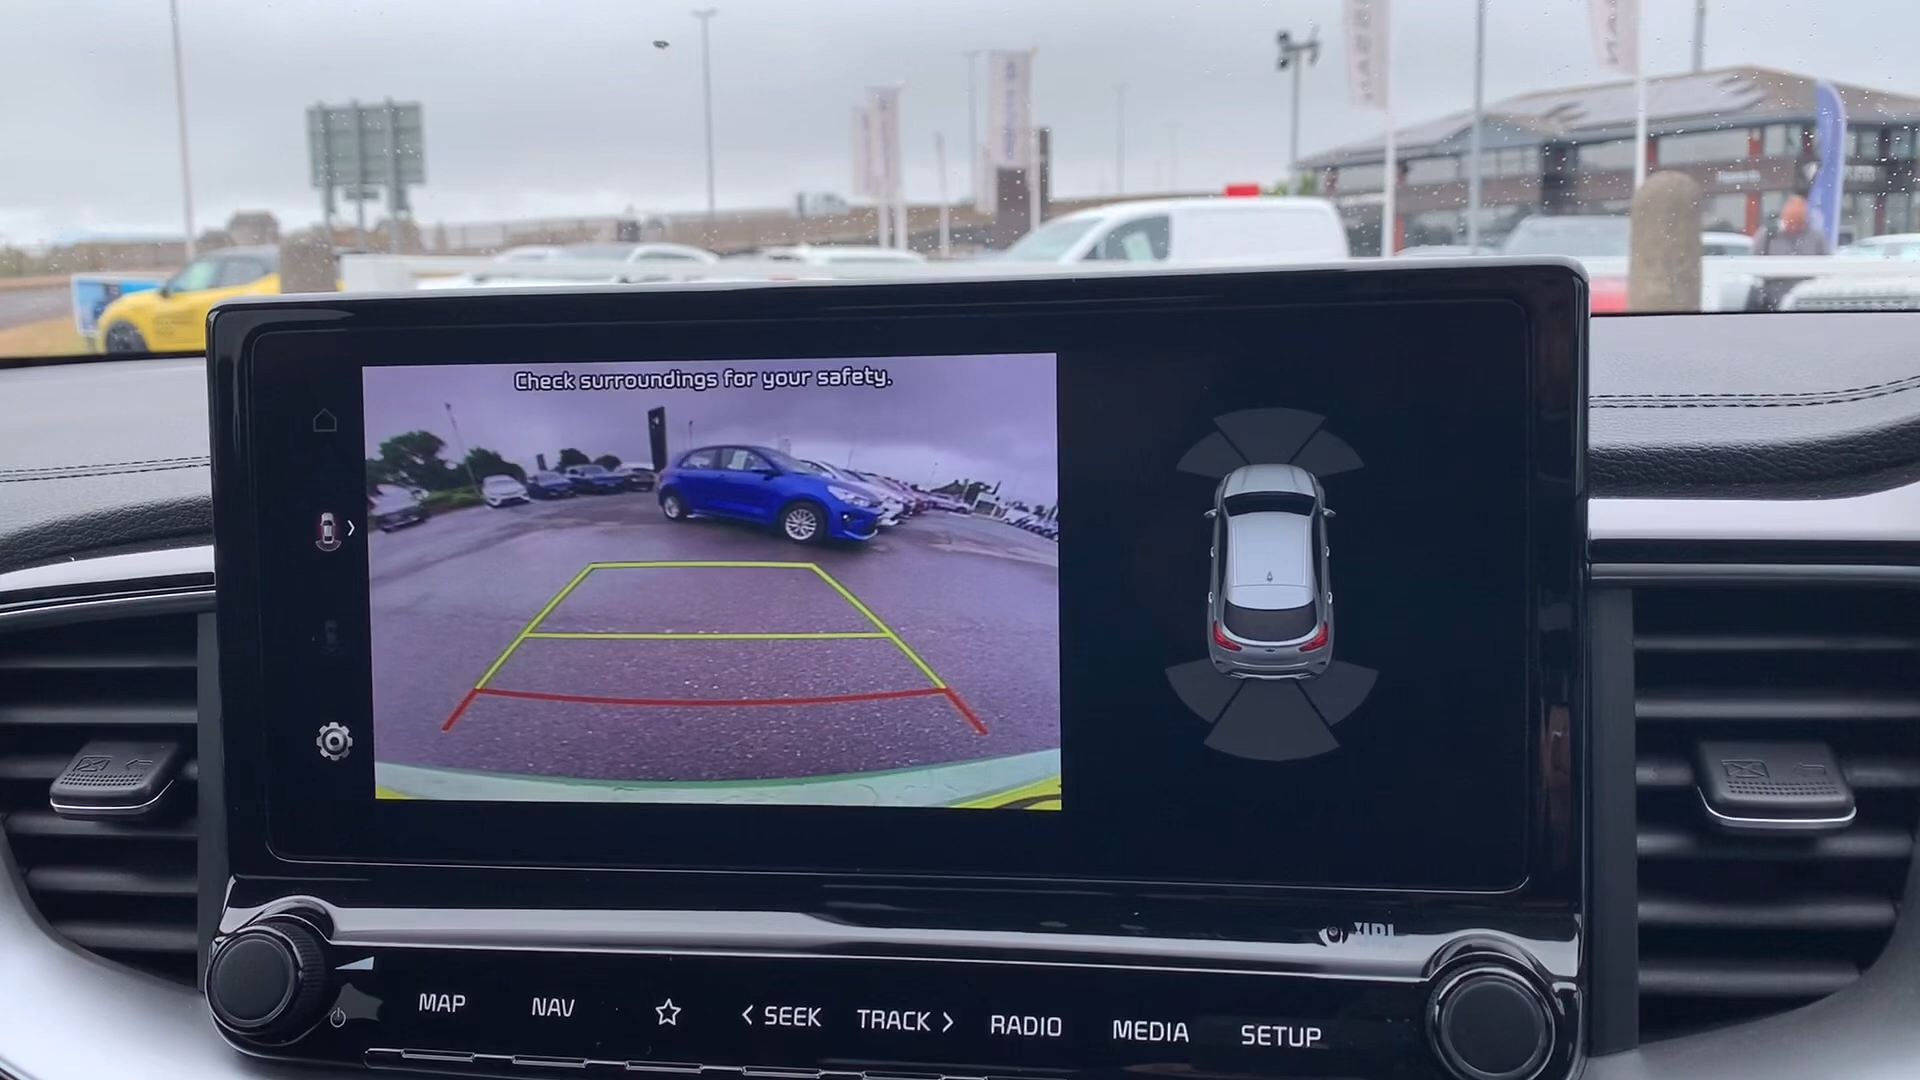 Check surroundings for your safety.
MAP
NAV
< SEEK
TRACK >
RADIO
MEDIA
SETUP